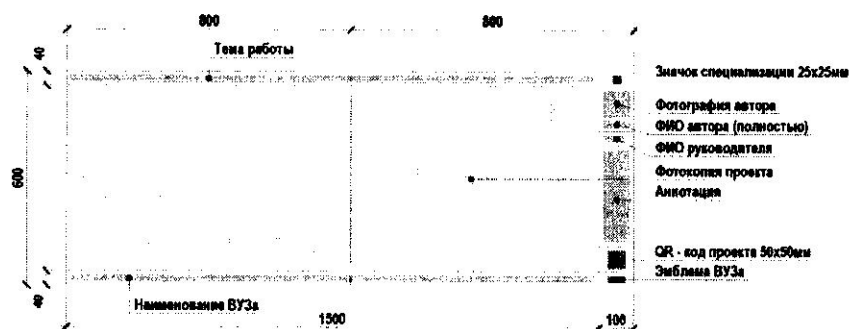 800
800
40
Тема работы
Значок специализации 25х25мм
Фотография автора
ФИО автора (полностью)
ФИО руководителя
600
Фотокопия проекта
Аннотация
QR - код проекта 50х50мм
Эмблема ВУЗа
40
Наименование ВУЗа
1500
100